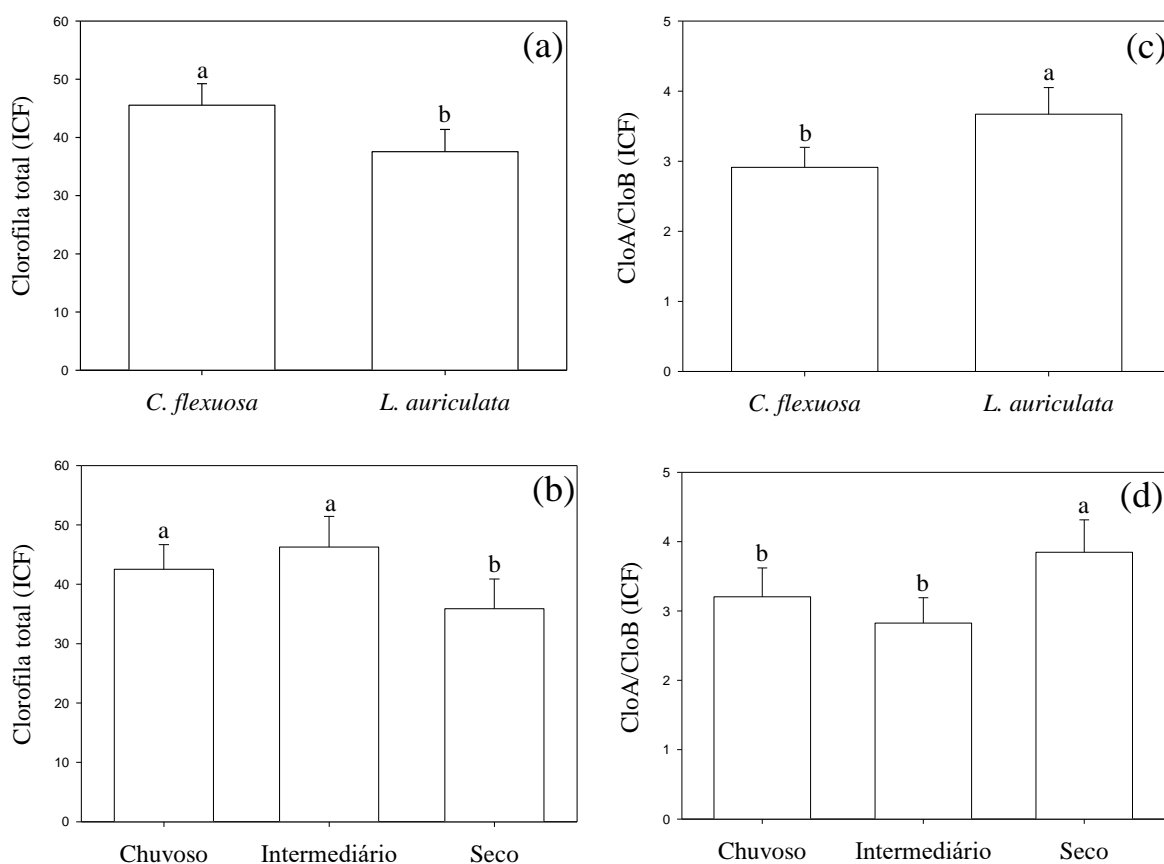 (a)
Clorofila total (ICF)
60
50
40
30
20
10
0
a
b
C. flexuosa
L. auriculata
(c)
CloA/CloB (ICF)
5
4
3
2
1
0
b
a
C. flexuosa
L. auriculata
(b)
Clorofila total (ICF)
60
50
40
30
20
10
0
a
a
b
Chuvoso
Intermediário
Seco
(d)
CloA/CloB (ICF)
5
4
3
2
1
0
b
b
a
Chuvoso
Intermediário
Seco